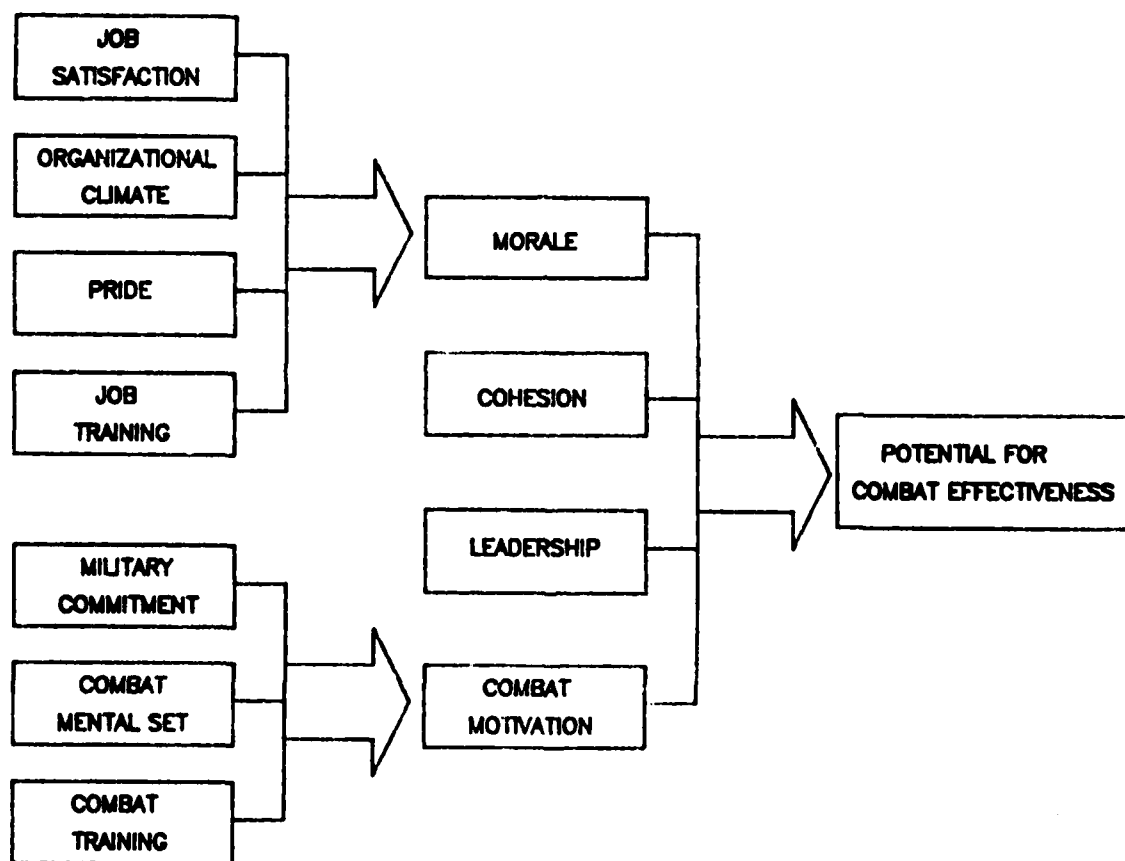 JOB
SATISFACTION
ORGANIZATIONAL
CLIMATE
PRIDE
JOB
TRAINING
MILITARY
COMMITMENT
COMBAT
MENTAL SET
COMBAT
TRAINING
MORALE
COHESION
LEADERSHIP
COMBAT
MOTIVATION
POTENTIAL FOR
COMBAT EFFECTIVENESS